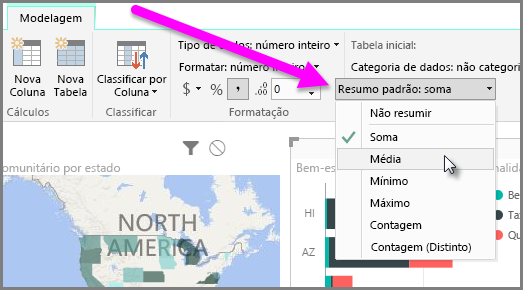 Modelagem
Tipo de dados: número inteiro
Tabela inicial:
Formatar: número inteiro
Categoria de dados: não categori
Nova Coluna
Nova Tabela
Classificar por Coluna
$ % , .00 0
Resumo padrão: soma
Cálculos
Classificar
Formatação
Não resumir
Soma
Média
Mínimo
Máximo
Contagem
Contagem (Distinto)
omunitário por estado
Bem-es
nalida
NORTH
AMERICA
HI
AZ
Be
Ta
Qu